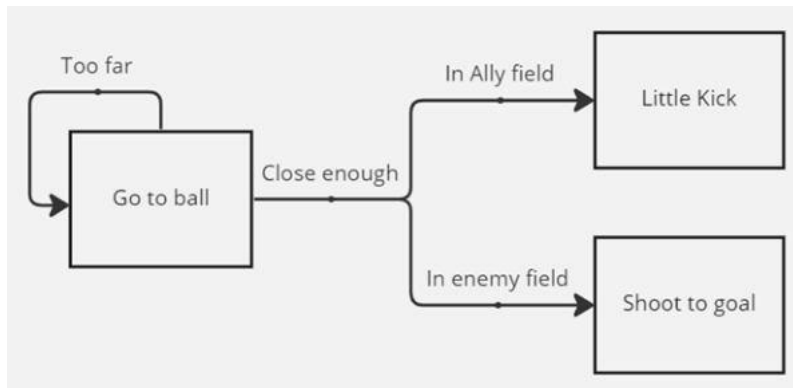 Too far
Go to ball
Close enough
In Ally field
Little Kick
In enemy field
Shoot to goal